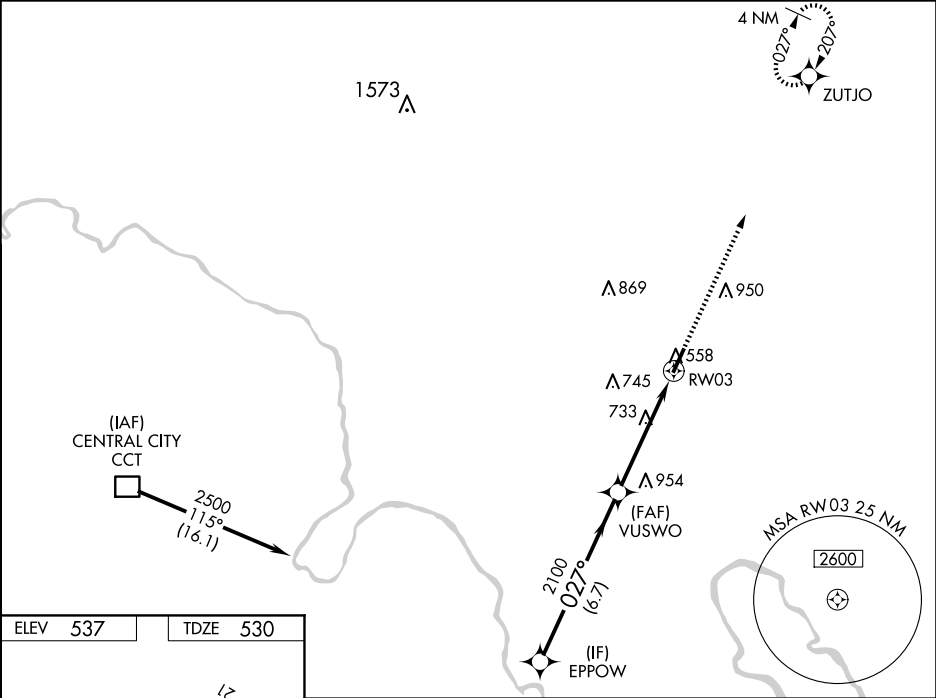 4 NM
027°
207°
ZUTJO
1573
869
950
558
RW03
745
733
954
(FAF)
VUSWO
(IAF)
CENTRAL CITY
CCT
2500
115°
(16.1)
2100
027°
(6.7)
(IF)
EPPOW
MSA RW03 25 NM
2600
ELEV 537
TDZE 530
21